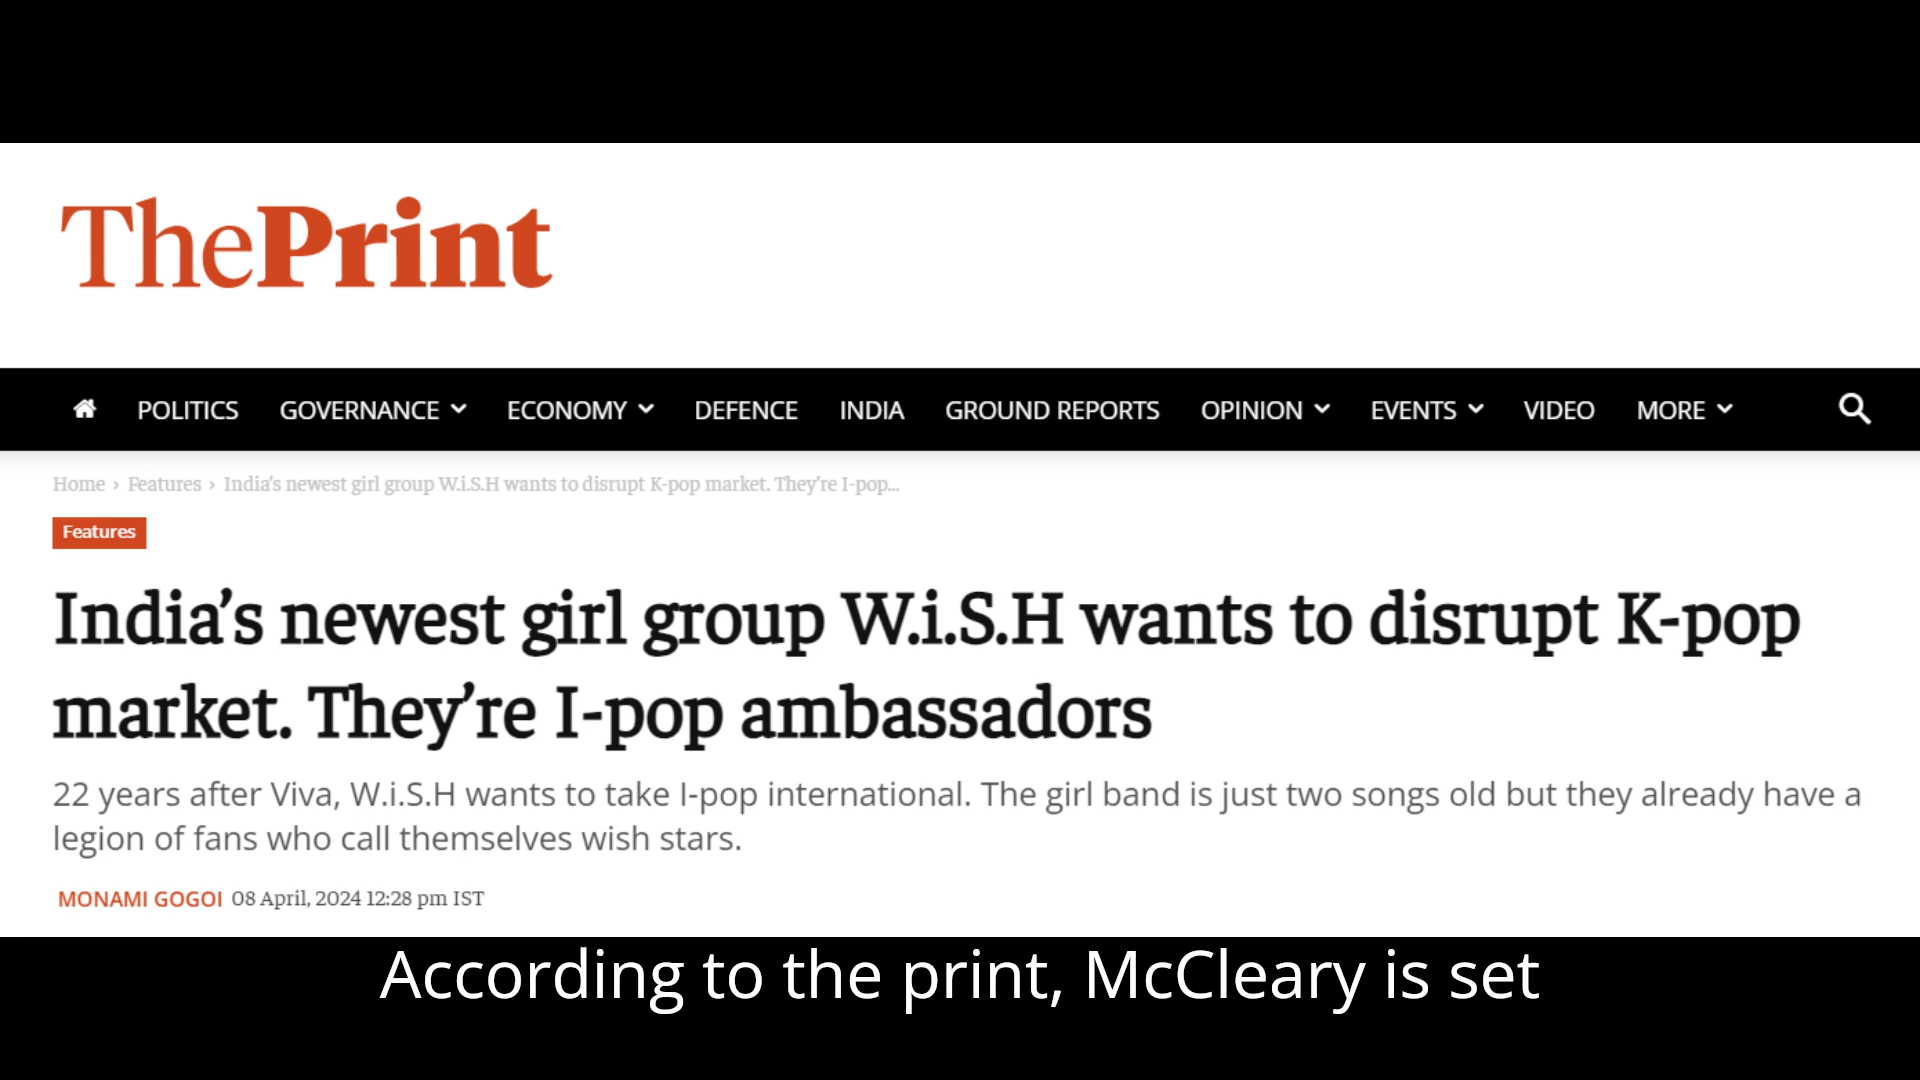 ThePrint
POLITICS GOVERNANCE ECONOMY DEFENCE INDIA GROUND REPORTS OPINION EVENTS VIDEO MORE
Home › Features › India’s newest girl group W.i.S.H wants to disrupt K-pop market. They’re I-pop...
Features
India’s newest girl group W.i.S.H wants to disrupt K-pop
market. They’re I-pop ambassadors
22 years after Viva, W.i.S.H wants to take I-pop international. The girl band is just two songs old but they already have a
legion of fans who call themselves wish stars.
MONAMI GOGOI 08 April, 2024 12:28 pm IST
According to the print, McCleary is set